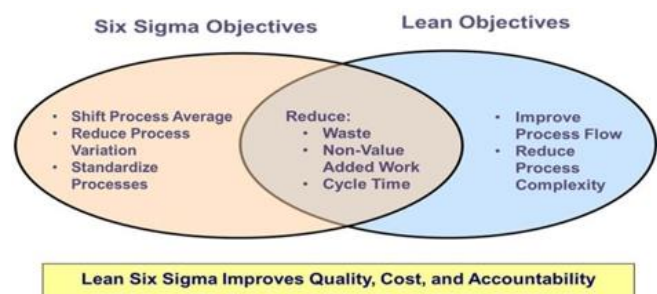 Six Sigma Objectives
Lean Objectives
• Shift Process Average
• Reduce Process
Variation
• Standardize
Processes
Reduce:
• Waste
• Non-Value
Added Work
• Cycle Time
• Improve
Process Flow
• Reduce
Process
Complexity
Lean Six Sigma Improves Quality, Cost, and Accountability